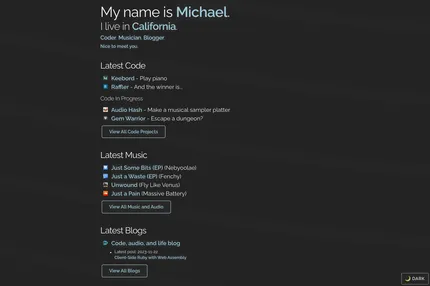 My name is Michael.
I live in California.
Coder. Musician. Blogger.
Nice to meet you.
Latest Code
Keebord - Play piano
Raffler - And the winner is...
Code In Progress
Audio Hash - Make a musical sampler platter
Gem Warrior - Escape a dungeon?
View All Code Projects
Latest Music
Just Some Bits (EP) (Nebyoolae)
Just a Waste (EP) (Fenchy)
Unwound (Fly Like Venus)
Just a Pain (Massive Battery)
View All Music and Audio
Latest Blogs
Code, audio, and life blog
Latest post: 2023-11-12
Client-Side Ruby with Web Assembly
View All Blogs
DARK